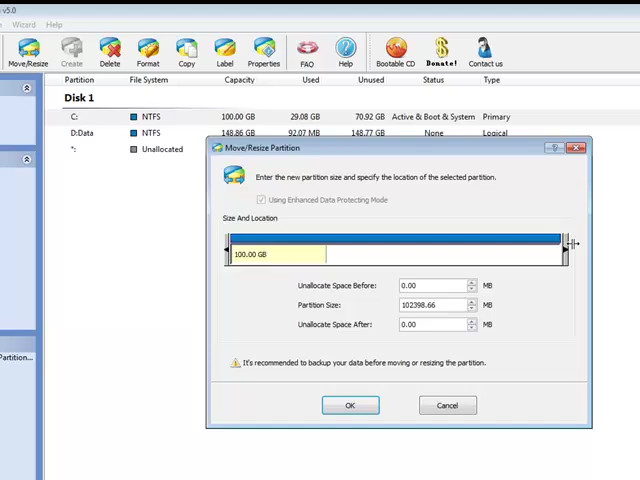 v5.0
Wizard Help
Move/Resize Create Delete Format Copy Label Properties FAQ Help Bootable CD Donate! Contact us
Partition File System Capacity Used Unused Status Type
Disk 1
C: NTFS 100.00 GB 29.08 GB 70.92 GB Active & Boot & System Primary
D:Data NTFS 148.86 GB 92.07 MB 148.77 GB None Logical
*: Unallocated
Move/Resize Partition
Enter the new partition size and specify the location of the selected partition.
Using Enhanced Data Protecting Mode
Size And Location
100.00 GB
Unallocate Space Before: 0.00 MB
Partition Size: 102398.66 MB
Unallocate Space After: 0.00 MB
Partition...
It's recommended to backup your data before moving or resizing the partition.
OK Cancel